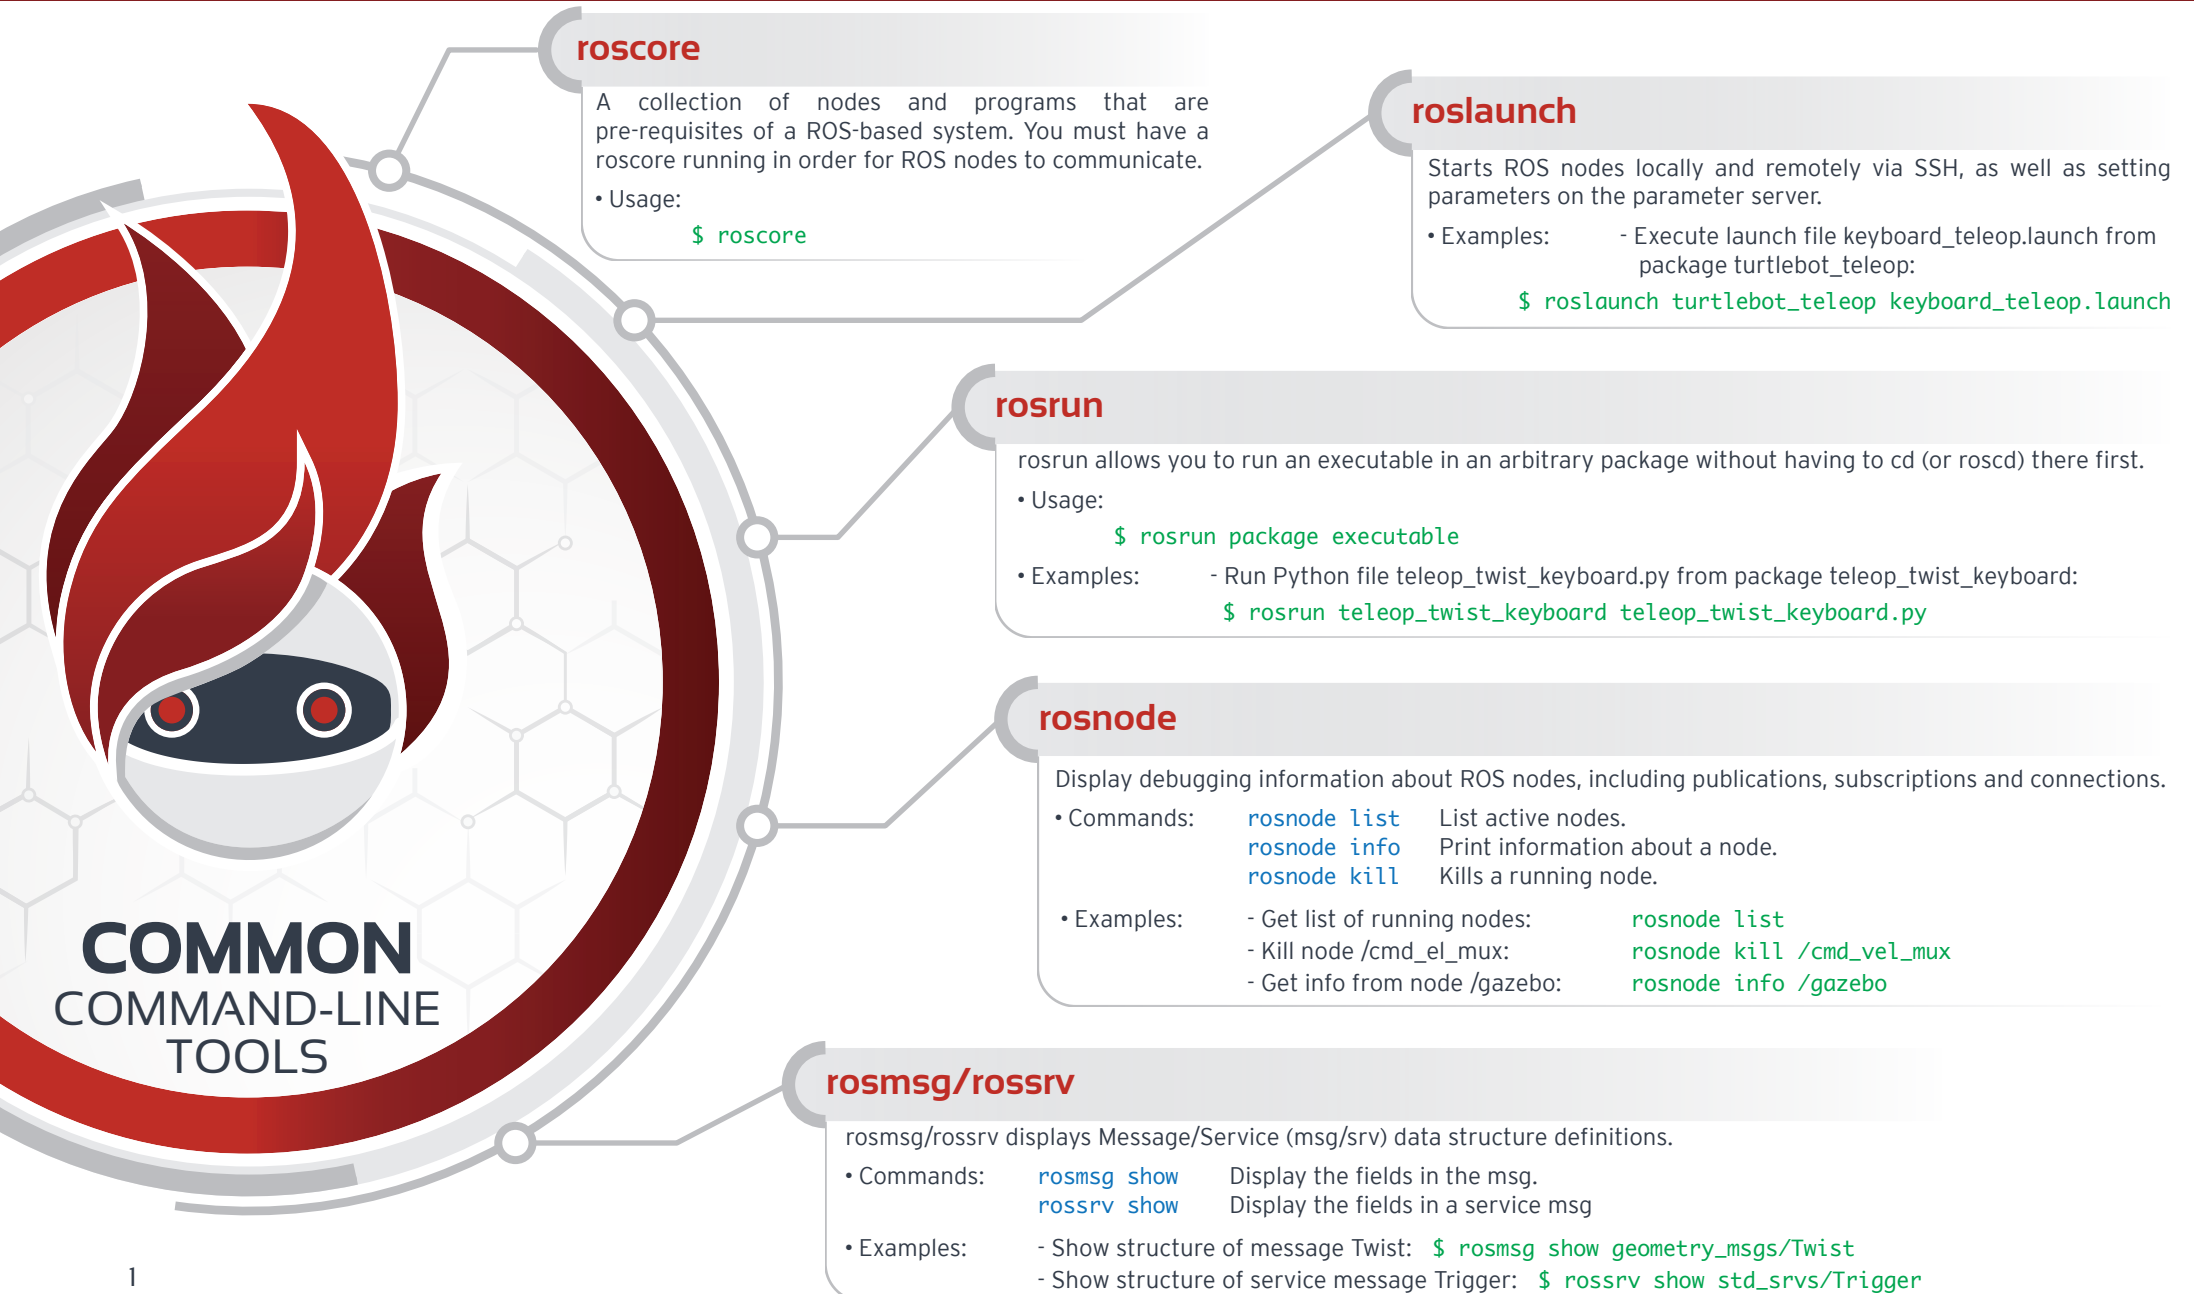 roscore
A collection of nodes and programs that are
pre-requisites of a ROS-based system. You must have a
roscore running in order for ROS nodes to communicate.
• Usage:
$ roscore
roslaunch
Starts ROS nodes locally and remotely via SSH, as well as setting
parameters on the parameter server.
• Examples: - Execute launch file keyboard_teleop.launch from
package turtlebot_teleop:
$ roslaunch turtlebot_teleop keyboard_teleop.launch
rosrun
rosrun allows you to run an executable in an arbitrary package without having to cd (or roscd) there first.
• Usage:
$ rosrun package executable
• Examples: - Run Python file teleop_twist_keyboard.py from package teleop_twist_keyboard:
$ rosrun teleop_twist_keyboard teleop_twist_keyboard.py
rosnode
Display debugging information about ROS nodes, including publications, subscriptions and connections.
• Commands: rosnode list List active nodes.
rosnode info Print information about a node.
rosnode kill Kills a running node.
• Examples: - Get list of running nodes: rosnode list
- Kill node /cmd_el_mux: rosnode kill /cmd_vel_mux
- Get info from node /gazebo: rosnode info /gazebo
COMMON
COMMAND-LINE
TOOLS
rosmsg/rossrv
rosmsg/rossrv displays Message/Service (msg/srv) data structure definitions.
• Commands: rosmsg show Display the fields in the msg.
rossrv show Display the fields in a service msg
• Examples: - Show structure of message Twist: $ rosmsg show geometry_msgs/Twist
- Show structure of service message Trigger: $ rossrv show std_srvs/Trigger
1